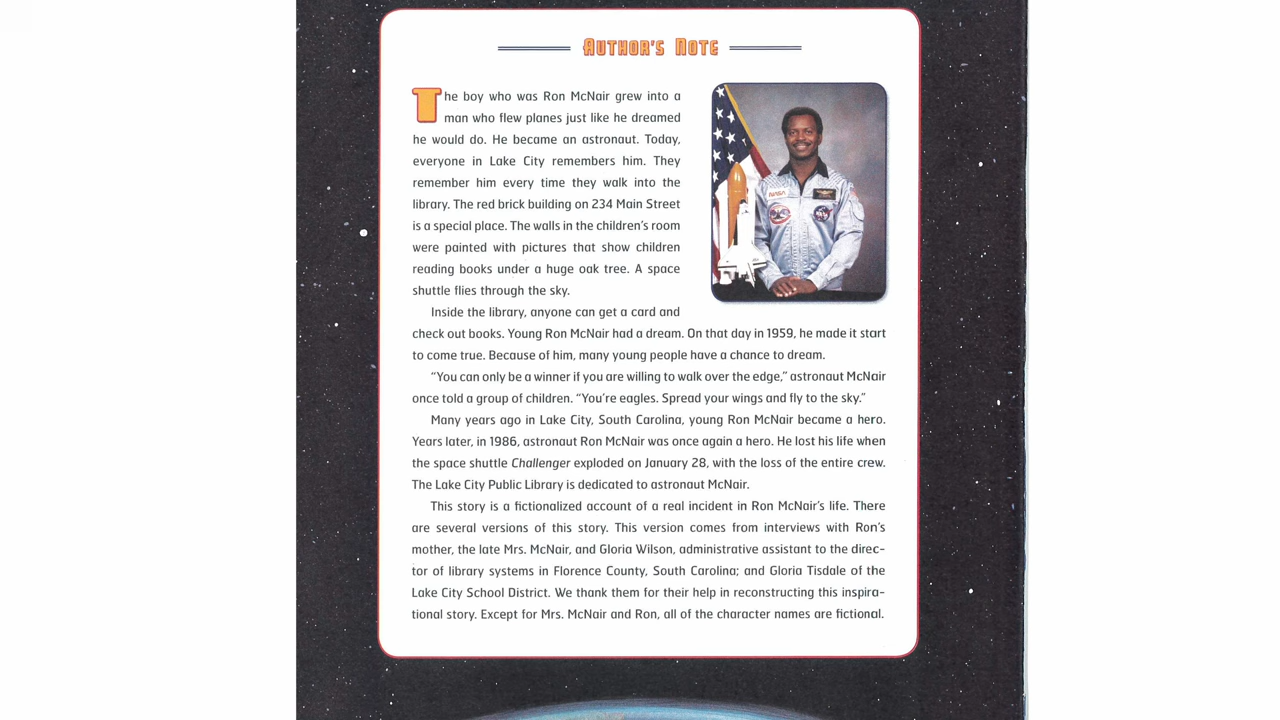 AUTHOR'S NOTE
The boy who was Ron McNair grew into a
man who flew planes just like he dreamed
he would do. He became an astronaut. Today,
everyone in Lake City remembers him. They
remember him every time they walk into the
library. The red brick building on 234 Main Street
is a special place. The walls in the children's room
were painted with pictures that show children
reading books under a huge oak tree. A space
shuttle flies through the sky.
Inside the library, anyone can get a card and
check out books. Young Ron McNair had a dream. On that day in 1959, he made it start
to come true. Because of him, many young people have a chance to dream.
“You can only be a winner if you are willing to walk over the edge,” astronaut McNair
once told a group of children. “You're eagles. Spread your wings and fly to the sky.”
Many years ago in Lake City, South Carolina, young Ron McNair became a hero.
Years later, in 1986, astronaut Ron McNair was once again a hero. He lost his life when
the space shuttle Challenger exploded on January 28, with the loss of the entire crew.
The Lake City Public Library is dedicated to astronaut McNair.
This story is a fictionalized account of a real incident in Ron McNair's life. There
are several versions of this story. This version comes from interviews with Ron's
mother, the late Mrs. McNair, and Gloria Wilson, administrative assistant to the direc-
tor of library systems in Florence County, South Carolina; and Gloria Tisdale of the
Lake City School District. We thank them for their help in reconstructing this inspira-
tional story. Except for Mrs. McNair and Ron, all of the character names are fictional.
NASA